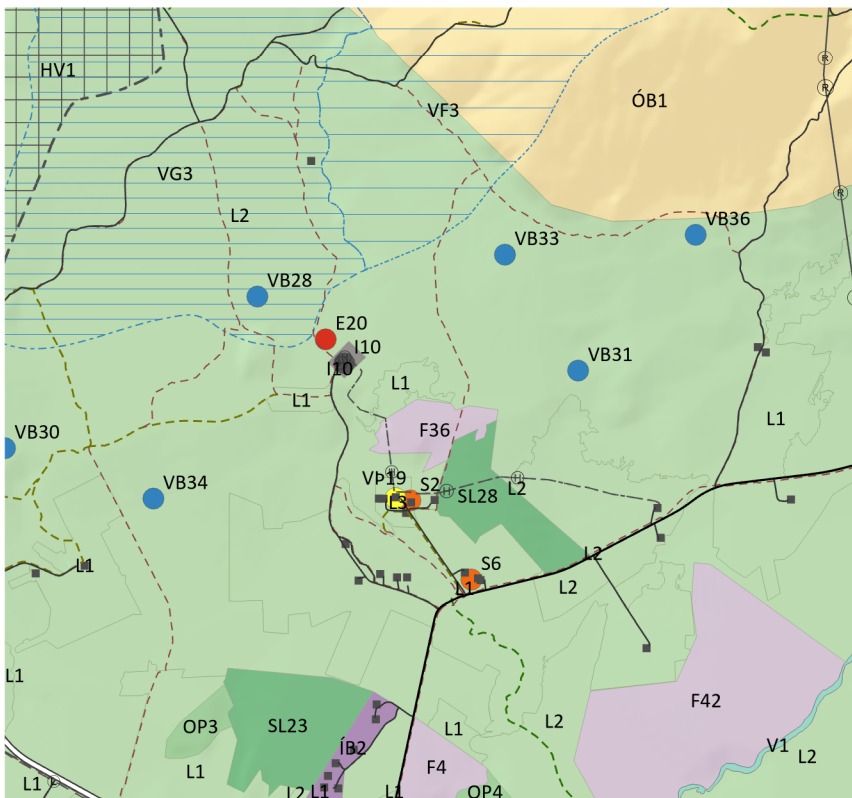 HV1
VF3
ÓB1
R
R
VG3
R
L2
VB36
VB33
VB28
E20
I10
I10
VB31
L1
L1
L1
F36
VB30
VÞ19
H
S2
H
H
L2
SL28
VB34
L3
L2
S6
L1
L1
L2
L1
F42
OP3
SL23
ÍB2
L1
L2
V1
L2
L1
L1
F4
L2
L1
L1
OP4